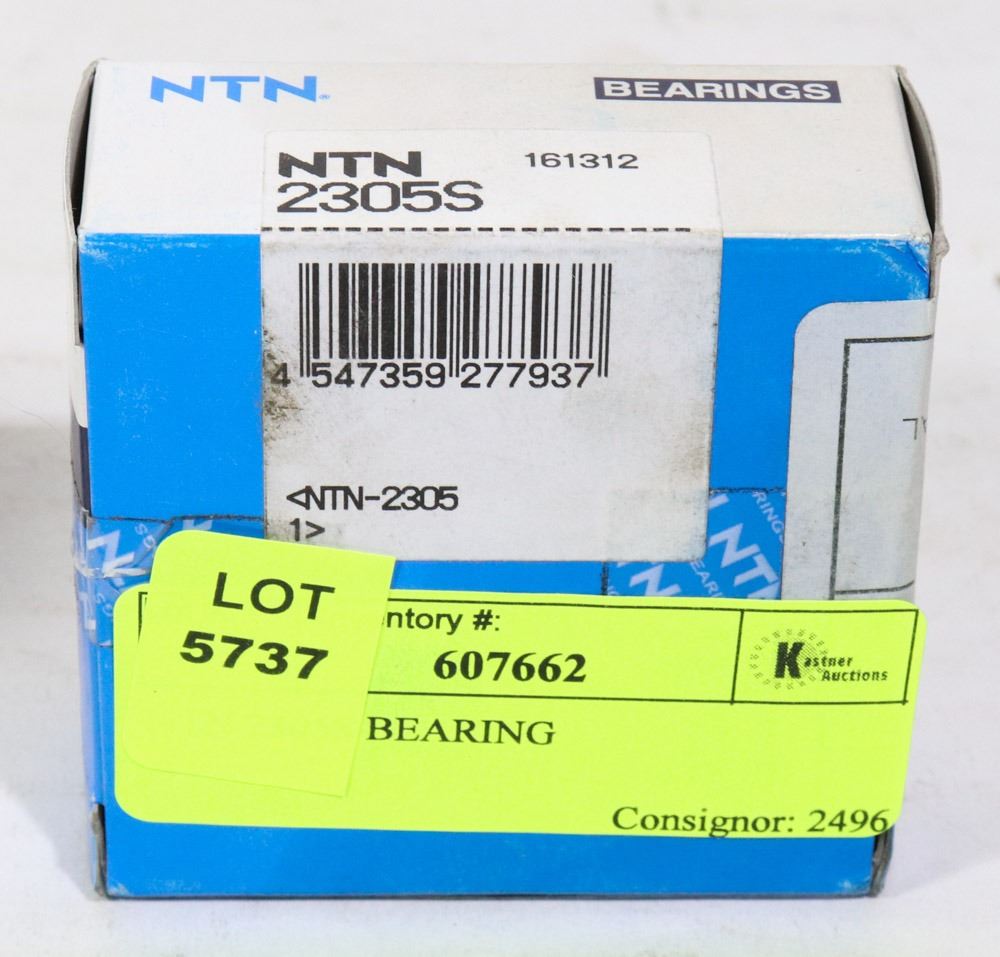 NTN®
BEARINGS
NTN 161312
2305S
4 547359 277937
<NTN-2305
1>
NTN
LOT
5737
ntory #:
607662
Kastner
Auctions
BEARING
Consignor: 2496